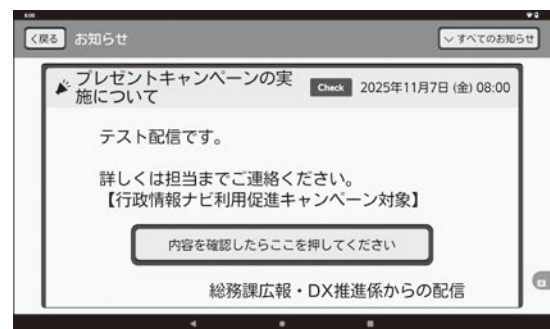 8:00
く戻る お知らせ
すべてのお知らせ
プレゼントキャンペーンの実
施について
Check 2025年11月7日 (金) 08:00
テスト配信です。
詳しくは担当までご連絡ください。
【行政情報ナビ利用促進キャンペーン対象】
内容を確認したらここを押してください
総務課広報・DX推進係からの配信